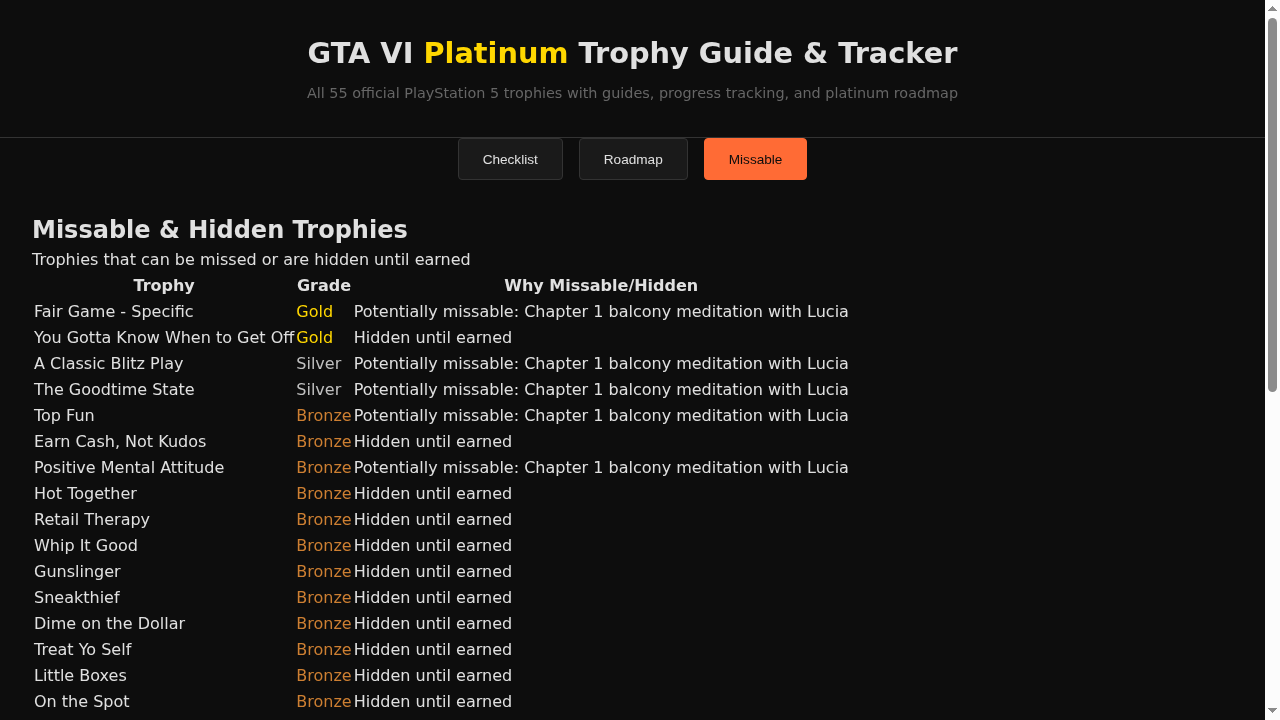 GTA VI Platinum Trophy Guide & Tracker
All 55 official PlayStation 5 trophies with guides, progress tracking, and platinum roadmap
Checklist Roadmap Missable
Missable & Hidden Trophies
Trophies that can be missed or are hidden until earned
Trophy Grade Why Missable/Hidden
Fair Game - Specific Gold Potentially missable: Chapter 1 balcony meditation with Lucia
You Gotta Know When to Get Off Gold Hidden until earned
A Classic Blitz Play Silver Potentially missable: Chapter 1 balcony meditation with Lucia
The Goodtime State Silver Potentially missable: Chapter 1 balcony meditation with Lucia
Top Fun Bronze Potentially missable: Chapter 1 balcony meditation with Lucia
Earn Cash, Not Kudos Bronze Hidden until earned
Positive Mental Attitude Bronze Potentially missable: Chapter 1 balcony meditation with Lucia
Hot Together Bronze Hidden until earned
Retail Therapy Bronze Hidden until earned
Whip It Good Bronze Hidden until earned
Gunslinger Bronze Hidden until earned
Sneakthief Bronze Hidden until earned
Dime on the Dollar Bronze Hidden until earned
Treat Yo Self Bronze Hidden until earned
Little Boxes Bronze Hidden until earned
On the Spot Bronze Hidden until earned